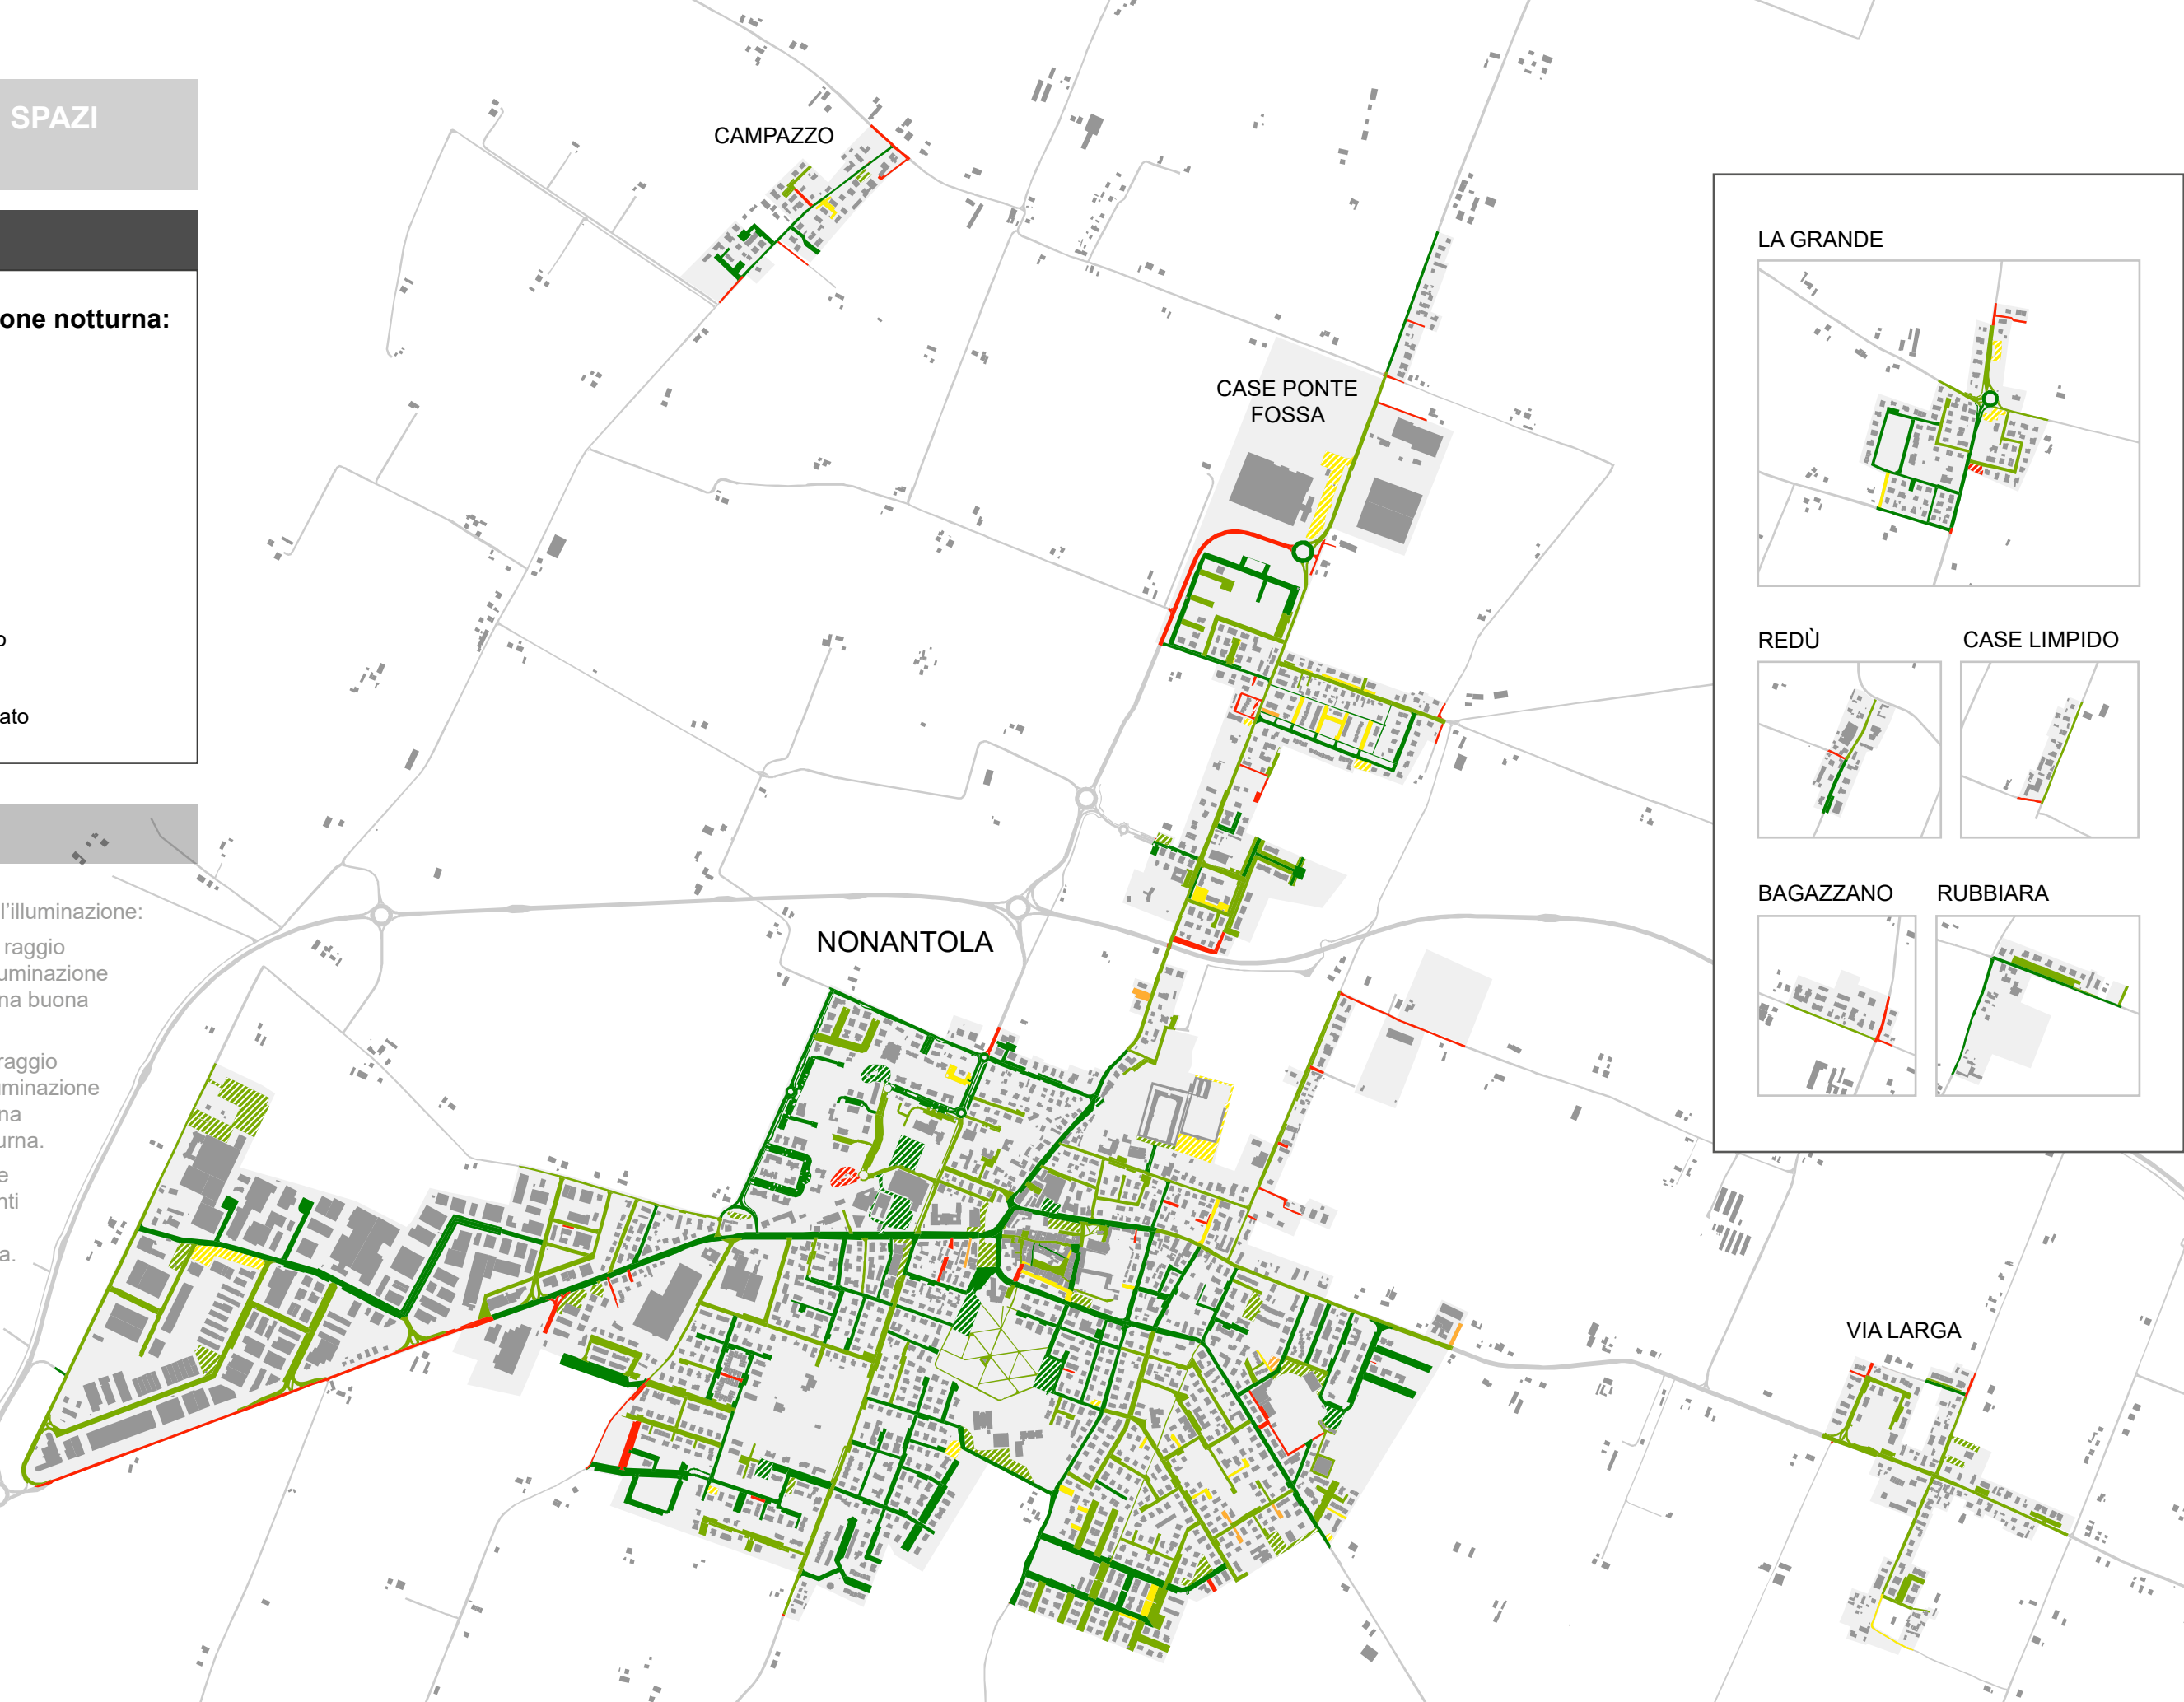 SPAZI
one notturna:
o
ato
l'illuminazione:
raggio
uminazione
na buona
raggio
uminazione
na
urna.
e
nti
a.
CAMPAZZO
CASE PONTE
FOSSA
NONANTOLA
VIA LARGA
LA GRANDE
REDÙ
CASE LIMPIDO
BAGAZZANO
RUBBIARA